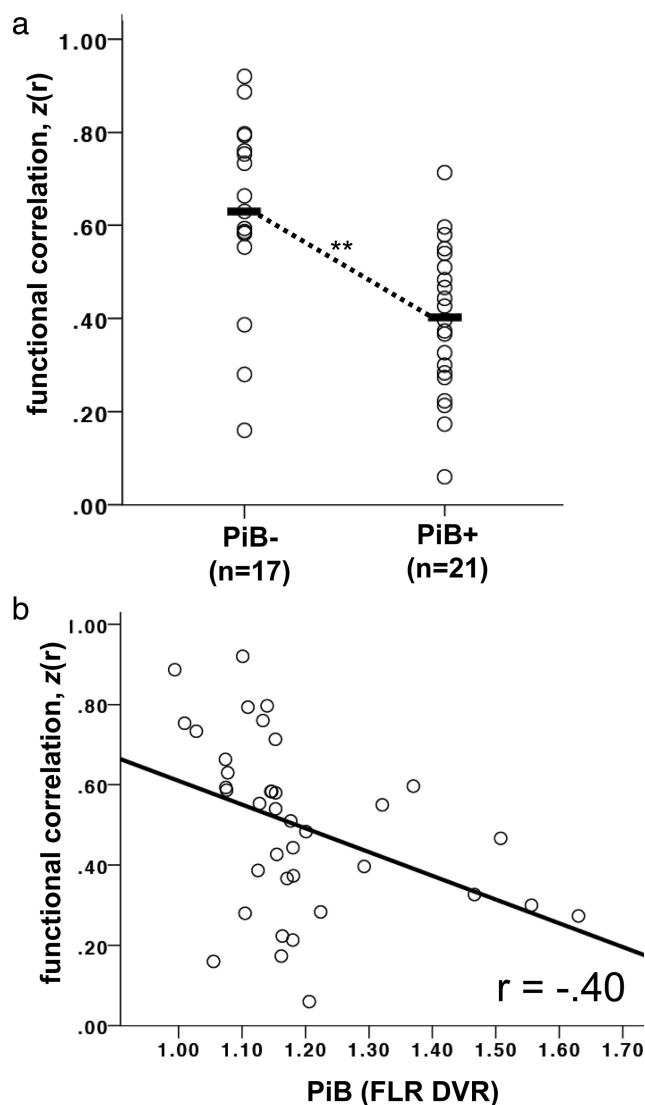 a
functional correlation, z(r)
1.00
.80
.60
.40
.20
.00
**
PiB- PiB+
(n=17) (n=21)
b
functional correlation, z(r)
1.00
.80
.60
.40
.20
.00
r = -.40
1.00 1.10 1.20 1.30 1.40 1.50 1.60 1.70
PiB (FLR DVR)